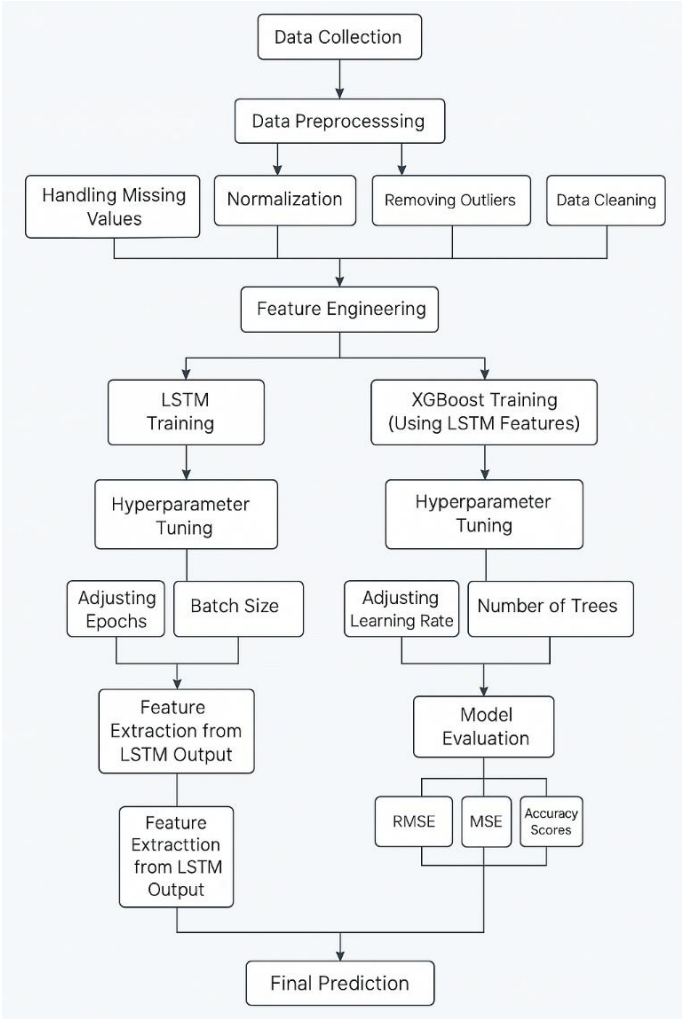 Data Collection
Data Preprocesssing
Handling Missing
Values
Normalization
Removing Outliers
Data Cleaning
Feature Engineering
LSTM
Training
XGBoost Training
(Using LSTM Features)
Hyperparameter
Tuning
Hyperparameter
Tuning
Adjusting
Epochs
Batch Size
Adjusting
Learning Rate
Number of Trees
Feature
Extraction from
LSTM Output
Model
Evaluation
Feature
Extracttion
from LSTM
Output
RMSE
MSE
Accuracy
Scores
Final Prediction